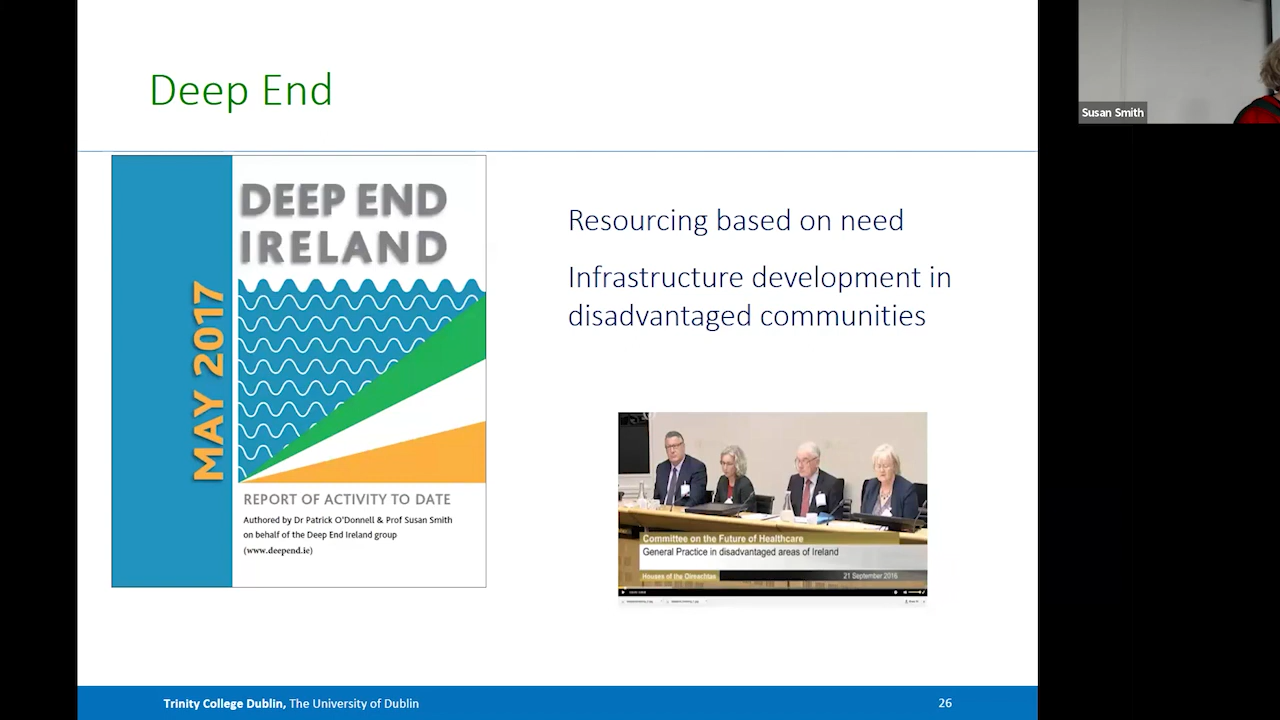 Deep End
DEEP END
IRELAND
MAY 2017
REPORT OF ACTIVITY TO DATE
Authored by Dr Patrick O'Donnell & Prof Susan Smith
on behalf of the Deep End Ireland group
(www.deepend.ie)
Resourcing based on need
Infrastructure development in
disadvantaged communities
Committee on the Future of Healthcare
General Practice in disadvantaged areas of Ireland
Houses of the Oireachtas
21 September 2016
Trinity College Dublin, The University of Dublin
26
Susan Smith